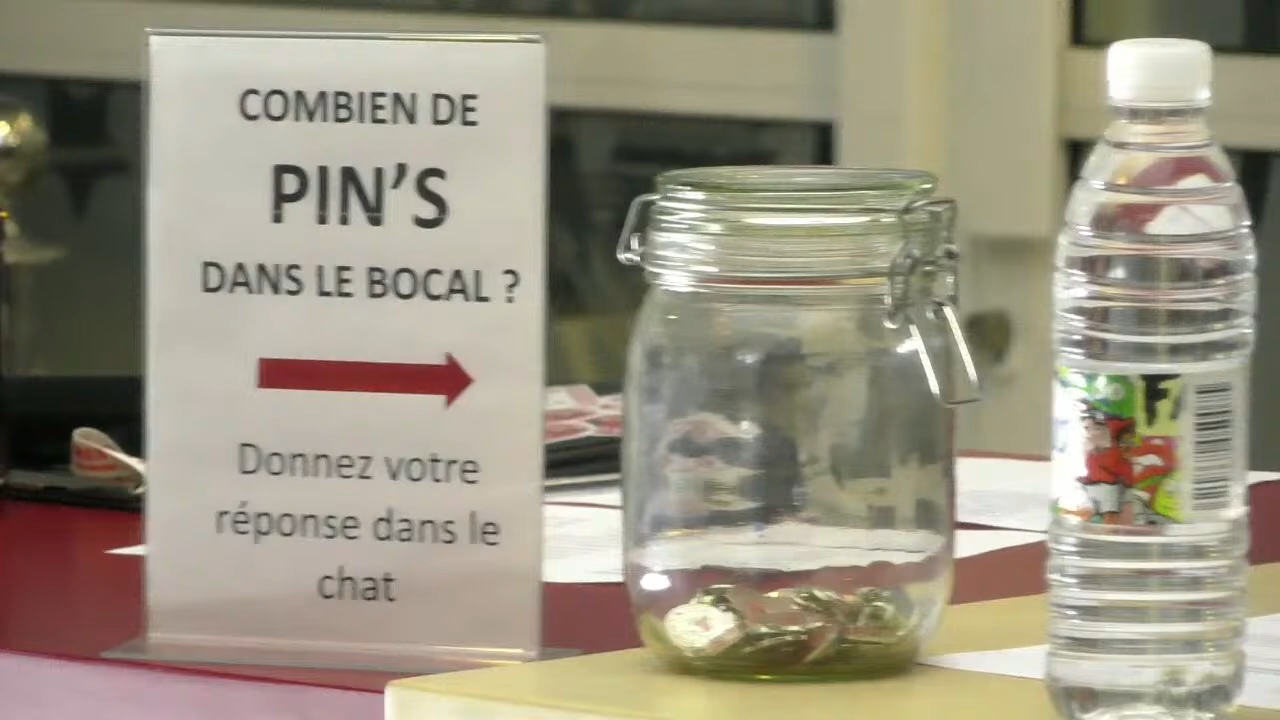 COMBIEN DE
PIN'S
DANS LE BOCAL ?
Donnez votre
réponse dans le
chat